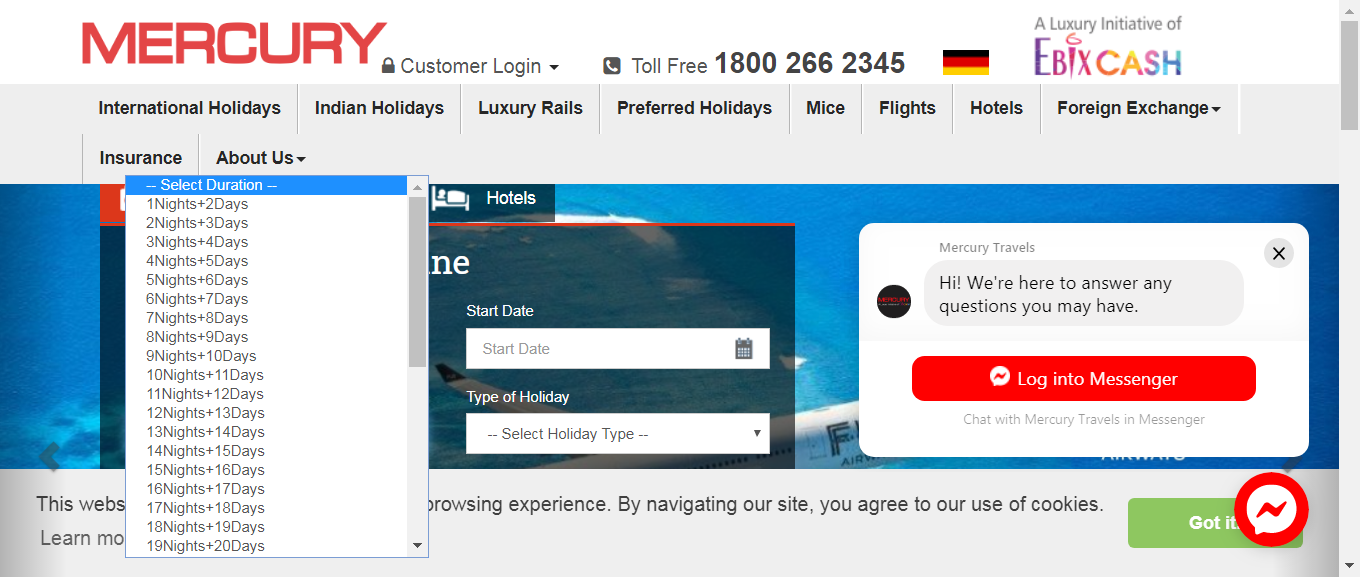 MERCURY
Customer Login
Toll Free 1800 266 2345
A Luxury Initiative of
EBIXCASH
International Holidays
Indian Holidays
Luxury Rails
Preferred Holidays
Mice
Flights
Hotels
Foreign Exchange
Insurance
About Us
-- Select Duration --
1Nights+2Days
2Nights+3Days
3Nights+4Days
4Nights+5Days
5Nights+6Days
6Nights+7Days
7Nights+8Days
8Nights+9Days
9Nights+10Days
10Nights+11Days
11Nights+12Days
12Nights+13Days
13Nights+14Days
14Nights+15Days
15Nights+16Days
16Nights+17Days
17Nights+18Days
18Nights+19Days
19Nights+20Days
Hotels
Start Date
Start Date
Type of Holiday
-- Select Holiday Type --
Mercury Travels
Hi! We're here to answer any
questions you may have.
Log into Messenger
Chat with Mercury Travels in Messenger
This browsing experience. By navigating our site, you agree to our use of cookies.
Learn
Got